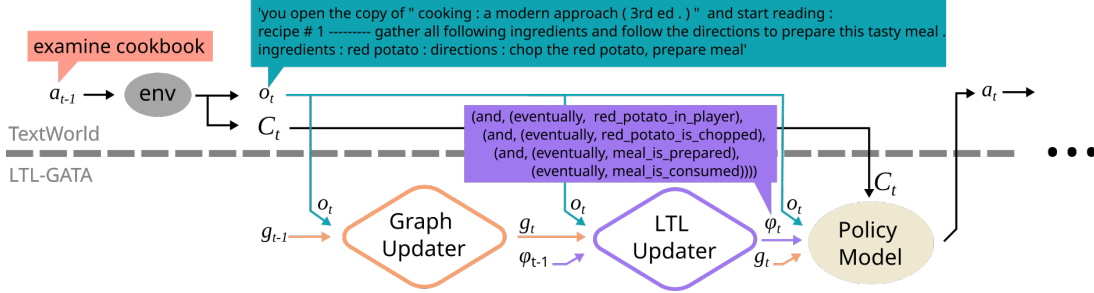 'you open the copy of " cooking : a modern approach ( 3rd ed . ) "  and start reading :
recipe # 1 --------- gather all following ingredients and follow the directions to prepare this tasty meal .
ingredients : red potato : directions : chop the red potato, prepare meal'
examine cookbook
a_{t-1}
env
o_t
C_t
a_t
(and, (eventually,  red_potato_in_player),
(and, (eventually, red_potato_is_chopped),
(and, (eventually, meal_is_prepared),
(eventually, meal_is_consumed))))
TextWorld
LTL-GATA
C_t
o_t
o_t
o_t
g_{t-1}
Graph
Updater
g_t
φ_{t-1}
LTL
Updater
φ_t
g_t
Policy
Model